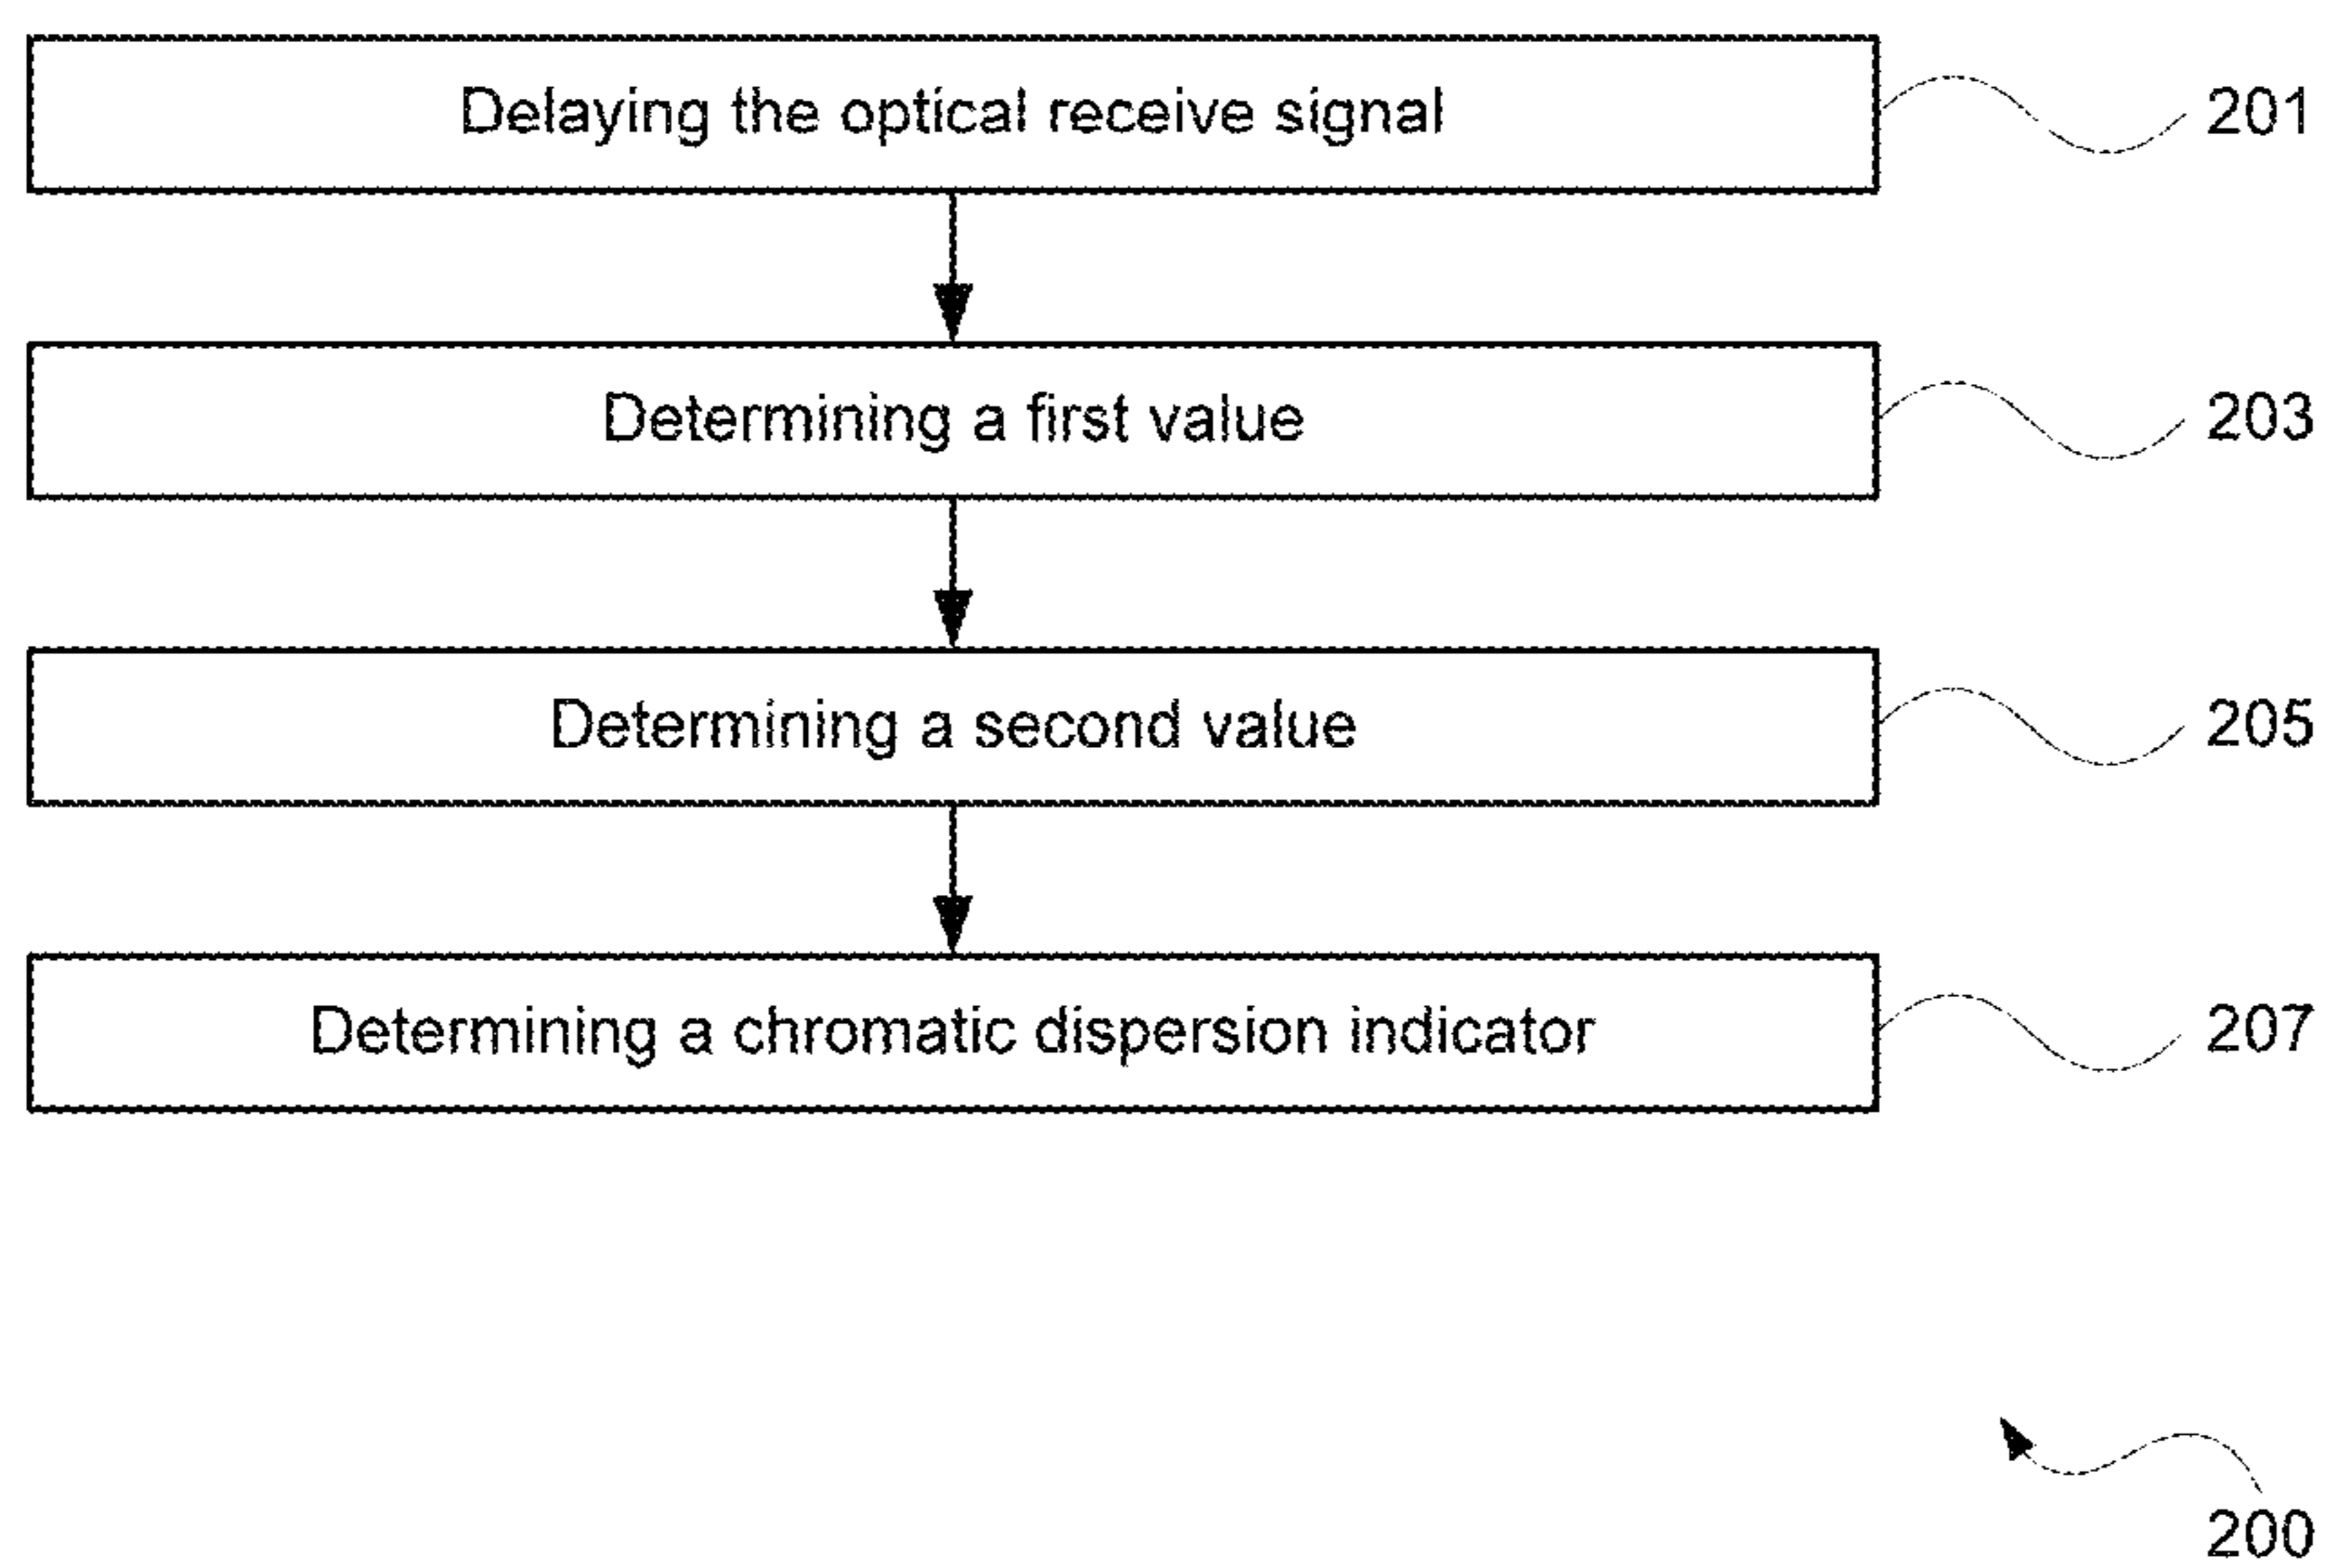 Delaying the optical receive signal
201
Determining a first value
203
Determining a second value
205
Determining a chromatic dispersion indicator
207
200